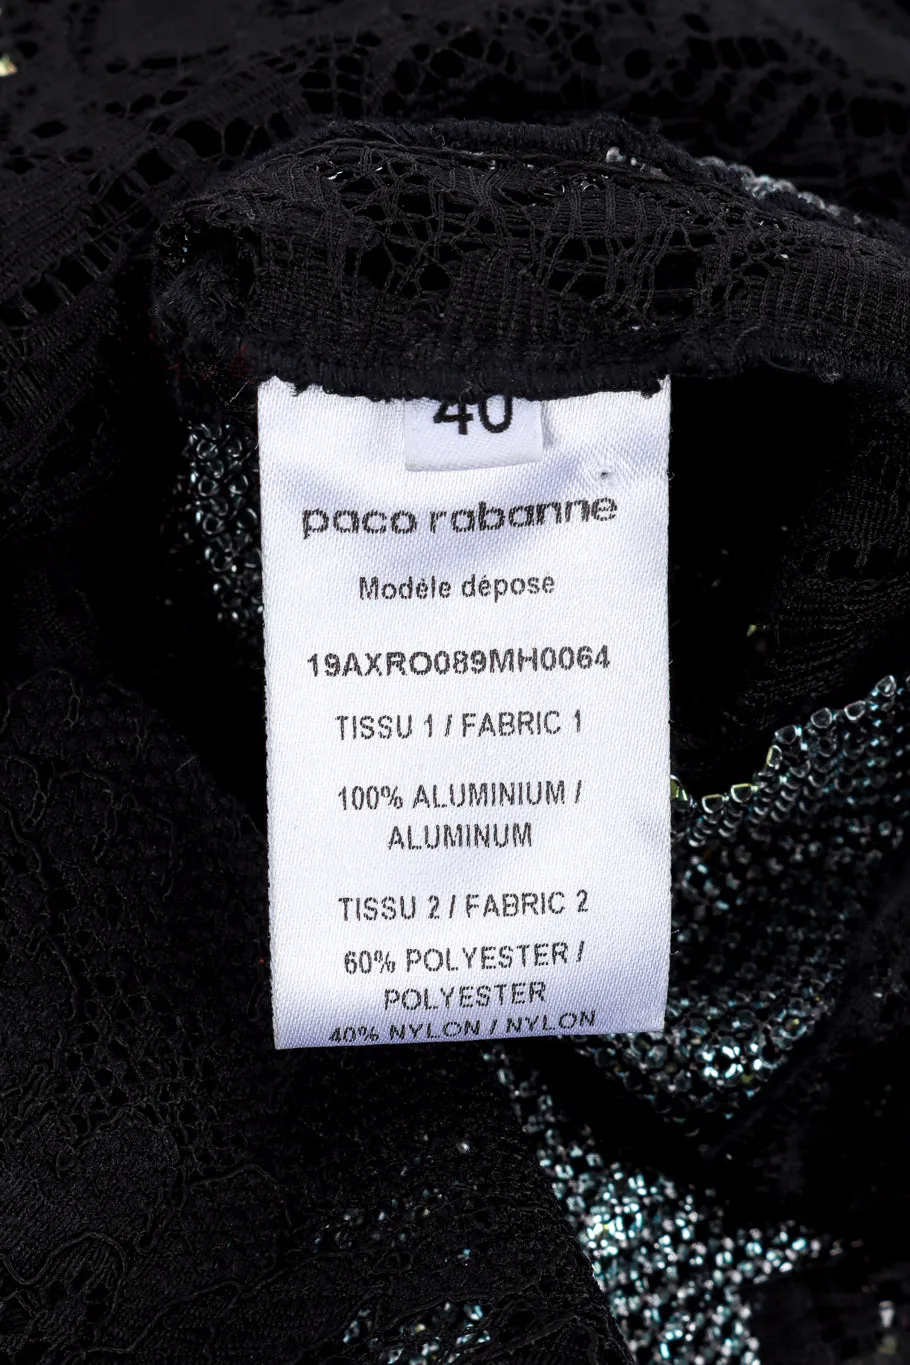 40
paco rabanne
Modèle déposé
19AXRO089MH0064
TISSU 1 / FABRIC 1
100% ALUMINIUM /
ALUMINUM
TISSU 2 / FABRIC 2
60% POLYESTER /
POLYESTER
40% NYLON / NYLON